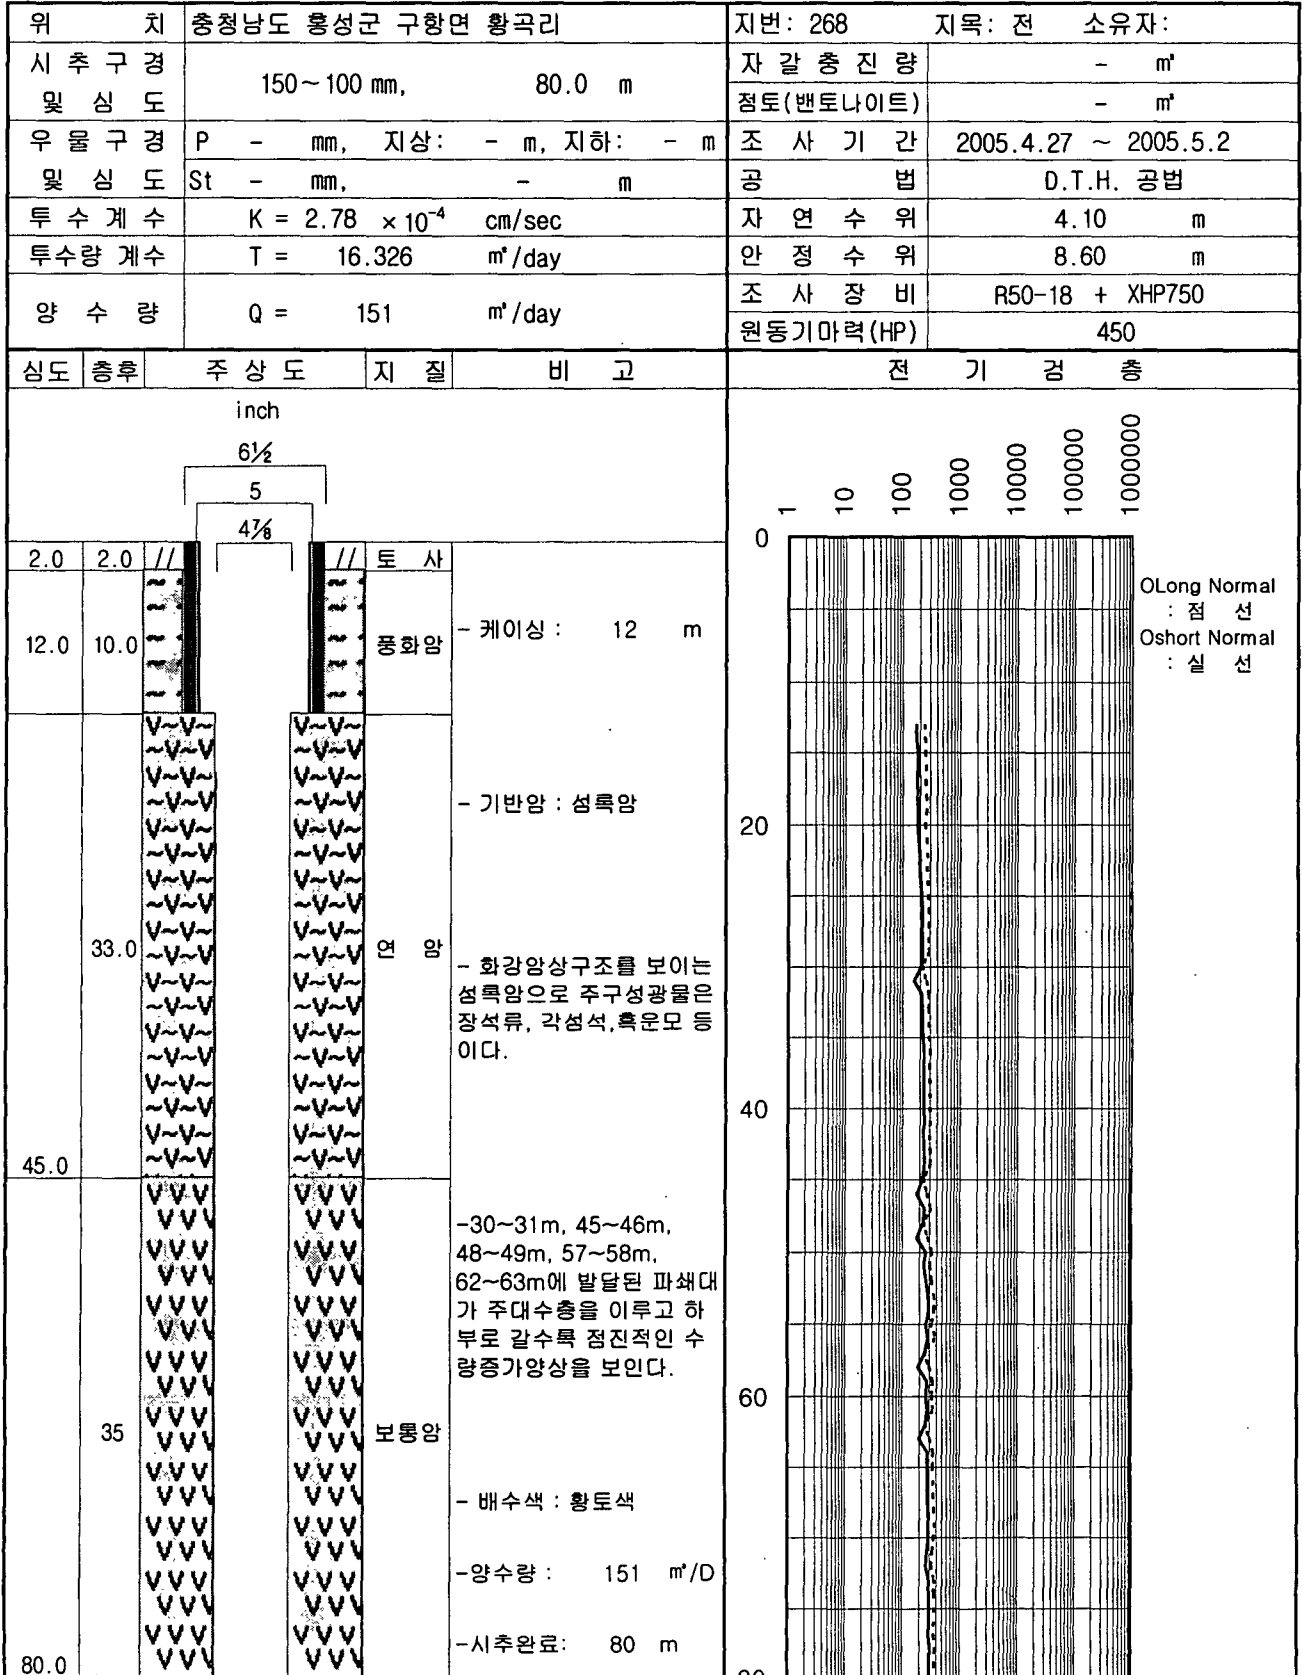 위 치 충청남도 홍성군 구항면 황곡리 지번: 268 지목: 전 소유자:
시 추 구 경 및 심 도 150~100 mm, 80.0 m
자 갈 충 진 량 - ㎥
점토(밴토나이트) - ㎥
우 물 구 경 및 심 도 P - mm, 지상: - m, 지하: - m
St - mm, - m
조 사 기 간 2005.4.27 ~ 2005.5.2
공 법 D.T.H. 공법
투 수 계 수 K = 2.78 ×10⁻⁴ cm/sec
자 연 수 위 4.10 m
투수량 계수 T = 16.326 ㎡/day
안 정 수 위 8.60 m
양 수 량 Q = 151 ㎥/day
조 사 장 비 R50-18 + XHP750
원동기마력(HP) 450
심도 층후 주 상 도 지 질 비 고 전 기 검 층
inch
6½
5
4⅞
2.0 2.0 // // 토 사
12.0 10.0 풍화암
- 케이싱 : 12 m
- 기반암 : 섬록암
33.0 연 암
- 화강암상구조를 보이는
섬록암으로 주구성광물은
장석류, 각섬석,흑운모 등
이다.
45.0
-30~31m, 45~46m,
48~49m, 57~58m,
62~63m에 발달된 파쇄대
가 주대수층을 이루고 하
부로 갈수록 점진적인 수
량증가양상을 보인다.
35 보통암
- 배수색 : 황토색
-양수량 : 151 ㎥/D
-시추완료: 80 m
80.0
1 10 100 1000 10000 100000 1000000
0
20
40
60
OLong Normal
: 점 선
Oshort Normal
: 실 선